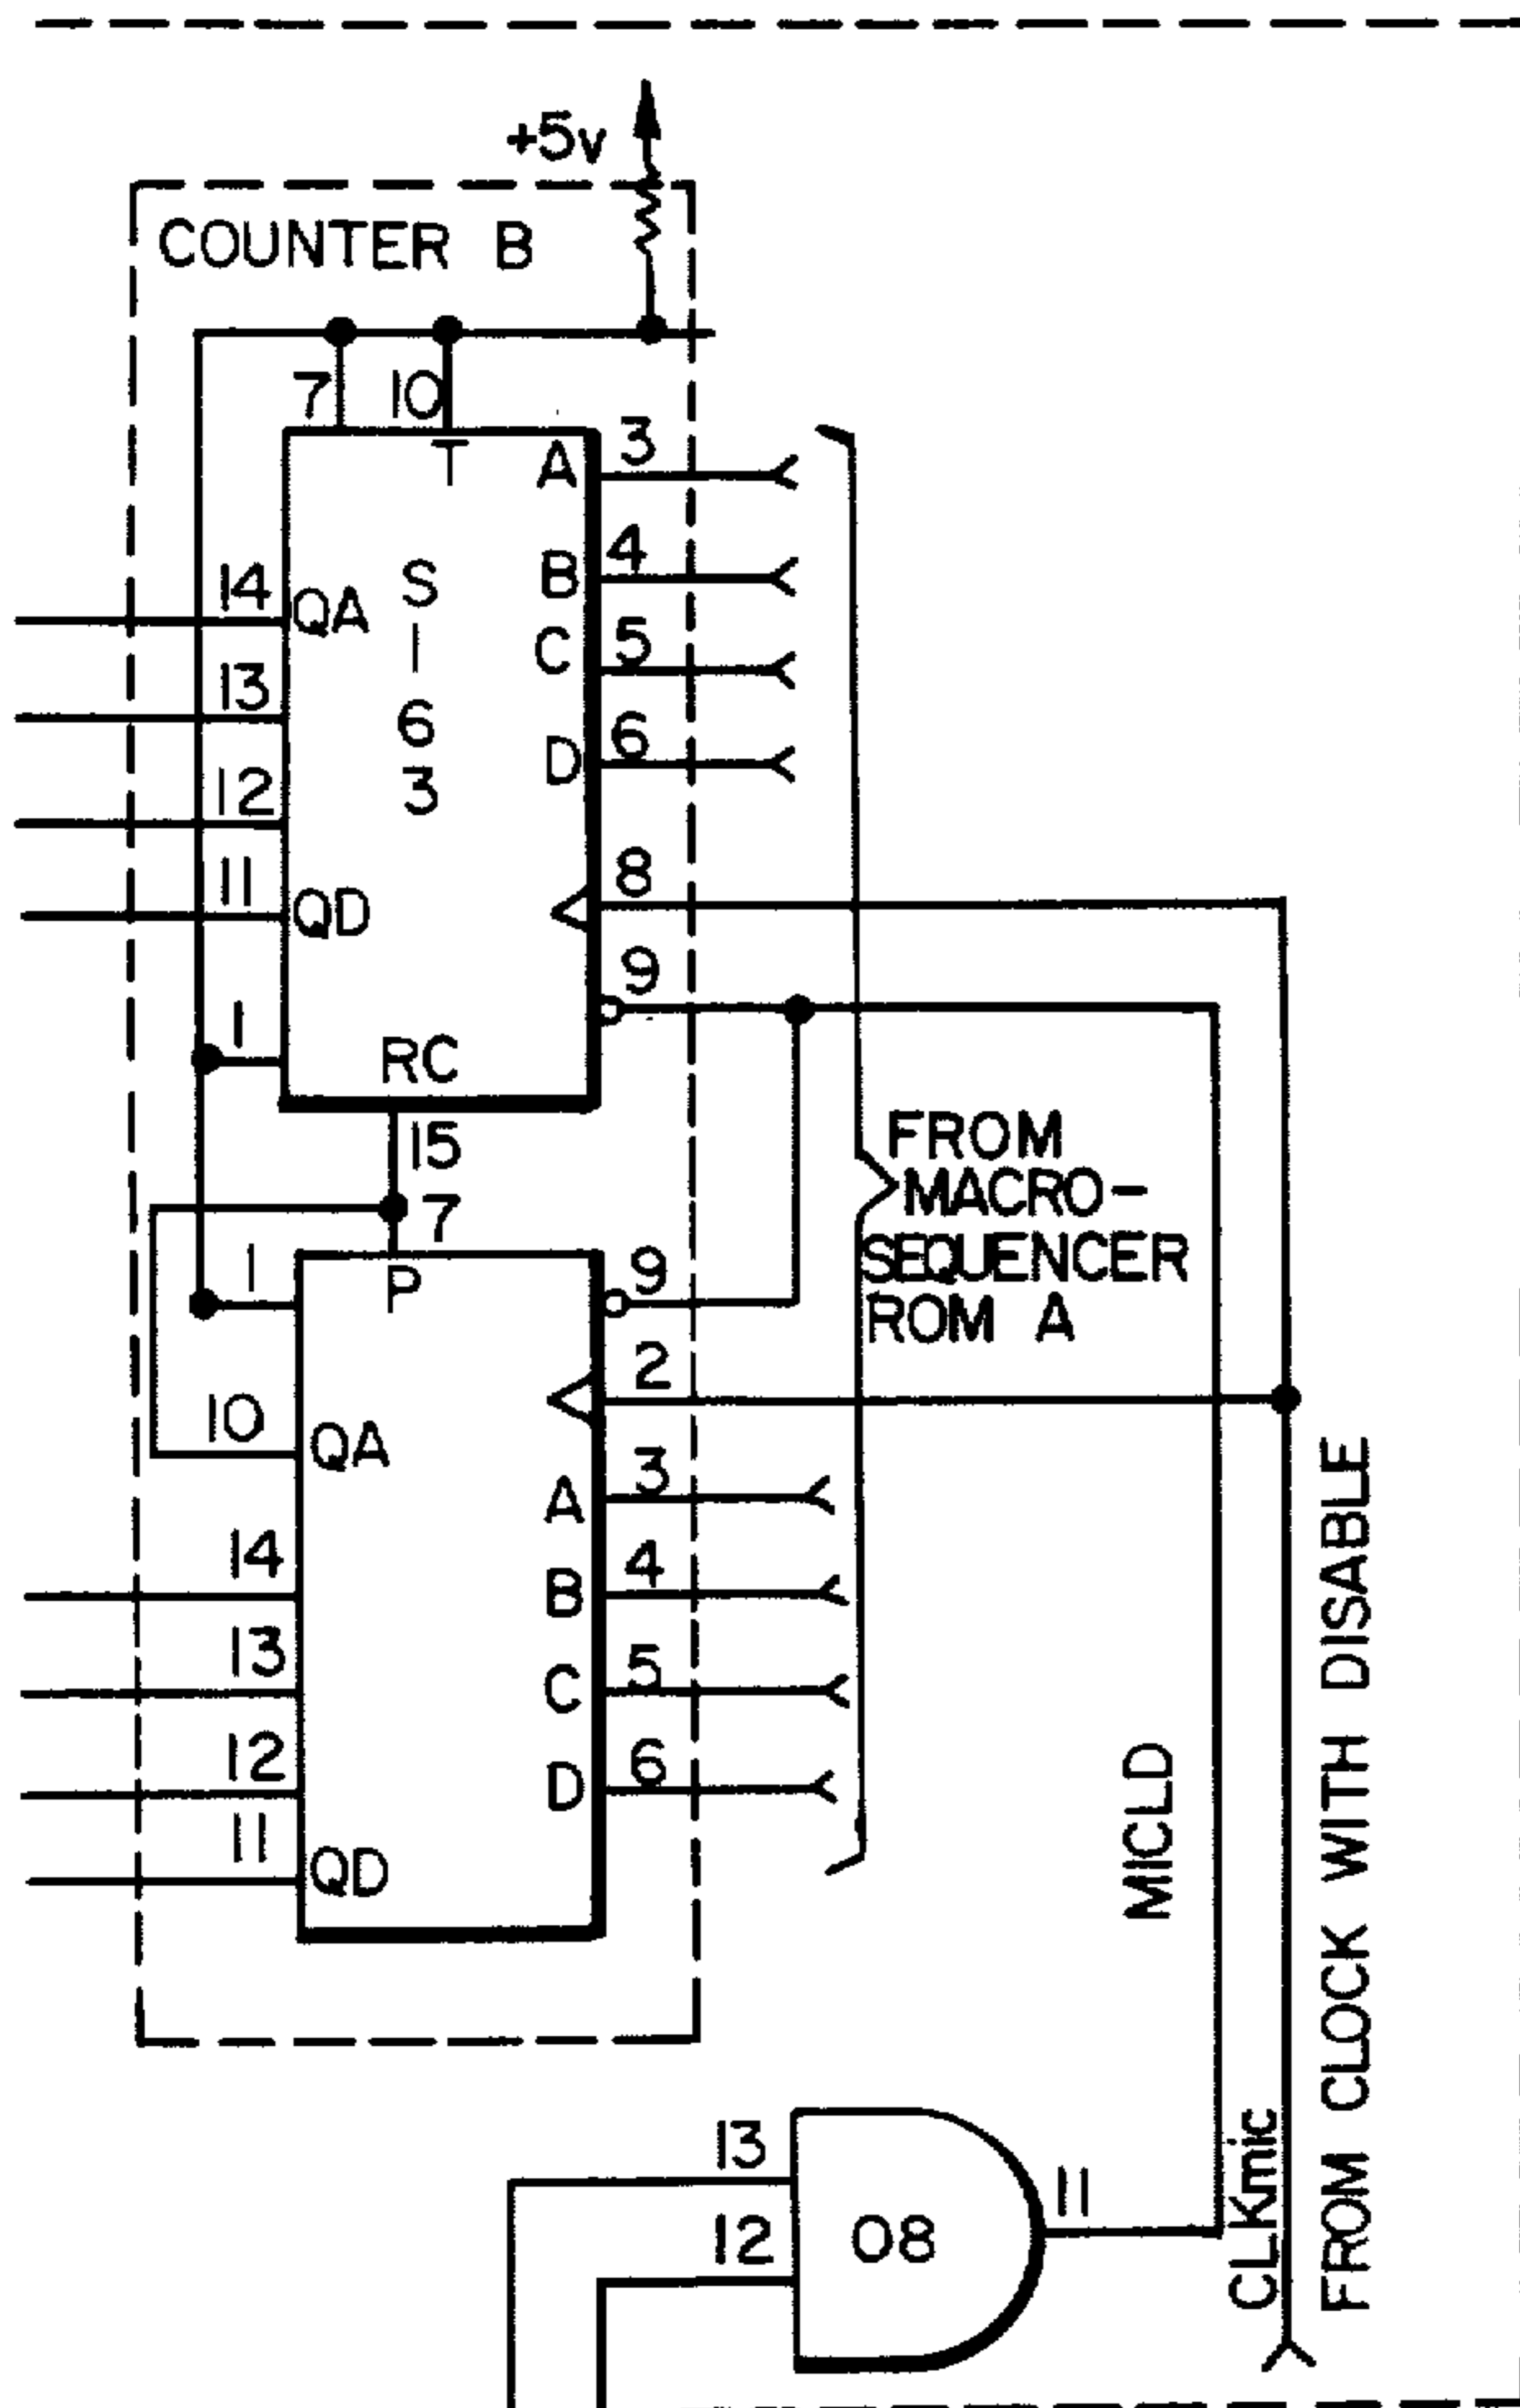 +5v
COUNTER B
7 10
T
A 3
B 4
C 5
D 6
S
1
6
3
14 QA
13
12
11 QD
8
9
1
RC
15
7
1
P
9
2
10 QA
A 3
B 4
C 5
D 6
14
13
12
11 QD
FROM
MACRO-
SEQUENCER
ROM A
MICLD
CLKmic
FROM CLOCK WITH DISABLE
13
12
08
11